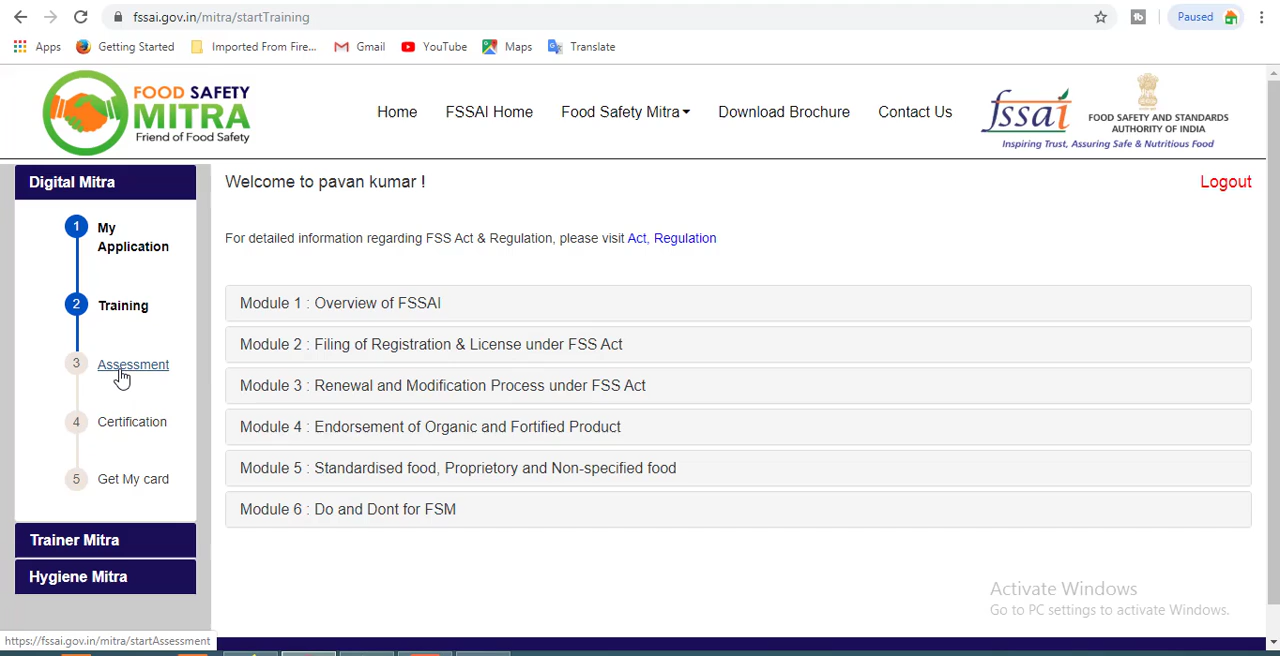 fssai.gov.in/mitra/startTraining
Paused
Apps Getting Started Imported From Fire... Gmail YouTube Maps Translate
FOOD SAFETY
MITRA
Friend of Food Safety
Home FSSAI Home Food Safety Mitra Download Brochure Contact Us
fssai
FOOD SAFETY AND STANDARDS
AUTHORITY OF INDIA
Inspiring Trust, Assuring Safe & Nutritious Food
Digital Mitra
1 My
Application
2 Training
3 Assessment
4 Certification
5 Get My card
Trainer Mitra
Hygiene Mitra
Welcome to pavan kumar !
Logout
For detailed information regarding FSS Act & Regulation, please visit Act, Regulation
Module 1 : Overview of FSSAI
Module 2 : Filing of Registration & License under FSS Act
Module 3 : Renewal and Modification Process under FSS Act
Module 4 : Endorsement of Organic and Fortified Product
Module 5 : Standardised food, Proprietory and Non-specified food
Module 6 : Do and Dont for FSM
Activate Windows
Go to PC settings to activate Windows.
https://fssai.gov.in/mitra/startAssessment